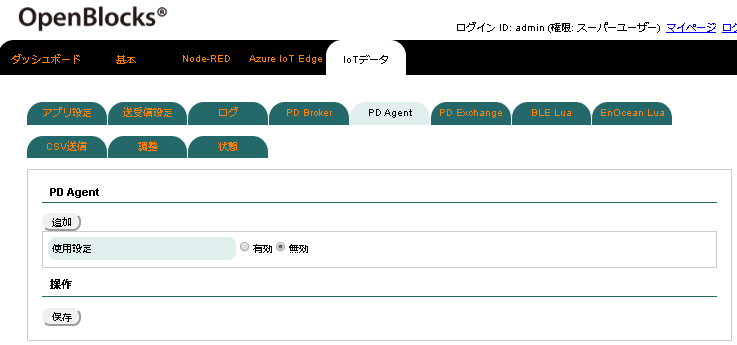 OpenBlocks®
ログイン ID: admin (権限: スーパーユーザー) マイページ ログ
ダッシュボード 基本 Node-RED Azure IoT Edge IoTデータ
アプリ設定 送受信設定 ログ PD Broker PD Agent PD Exchange BLE Lua EnOcean Lua
CSV送信 調整 状態
PD Agent
追加
使用設定 有効 無効
操作
保存